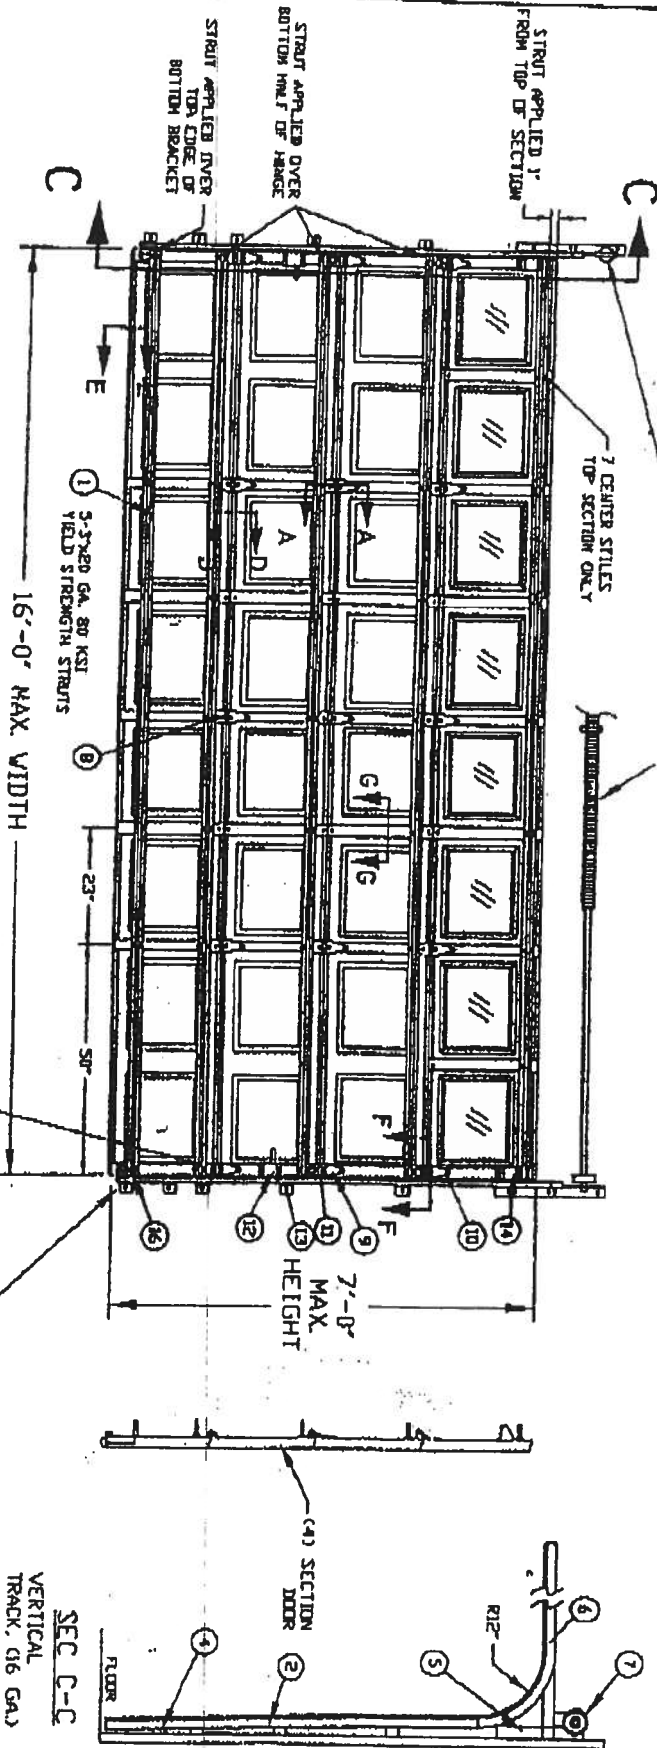 STRUT APPLIED 1"
FROM TOP OF SECTION
STRUT APPLIED OVER
BOTTOM HALF OF HINGE
STRUT APPLIED OVER
TOP EDGE OF
BOTTOM BRACKET
C
C
7 CENTER STILES
TOP SECTION ONLY
A
A
D
D
E
G
G
F
F
1
5-3"x20 GA. 80 KSI
YIELD STRENGTH STRUTS
8
23"
50"
16'-0" MAX. WIDTH
16
12
13
11
9
10
14
7'-0"
MAX.
HEIGHT
(4) SECTION
DOOR
R12"
6
7
5
2
4
FLOOR
SEC C-C
VERTICAL
TRACK, (16 GA.)